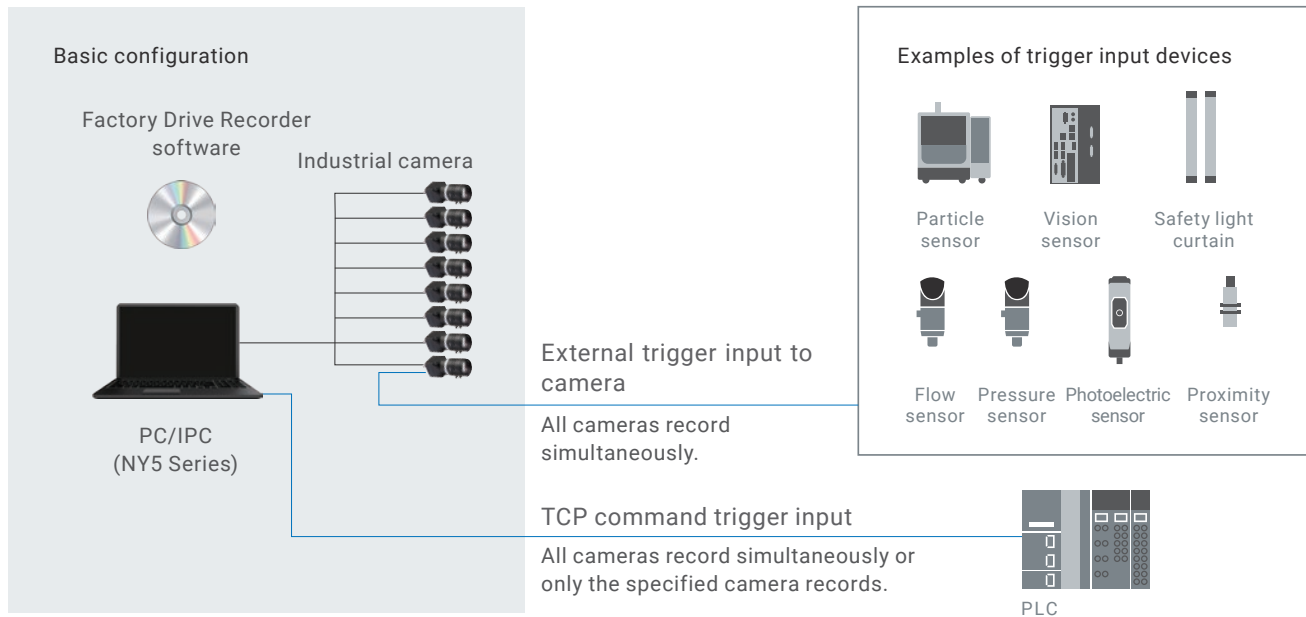 Basic configuration
Factory Drive Recorder
software
Industrial camera
PC/IPC
(NY5 Series)
External trigger input to
camera
All cameras record
simultaneously.
TCP command trigger input
All cameras record simultaneously or
only the specified camera records.
Examples of trigger input devices
Particle
sensor
Vision
sensor
Safety light
curtain
Flow
sensor
Pressure
sensor
Photoelectric
sensor
Proximity
sensor
PLC